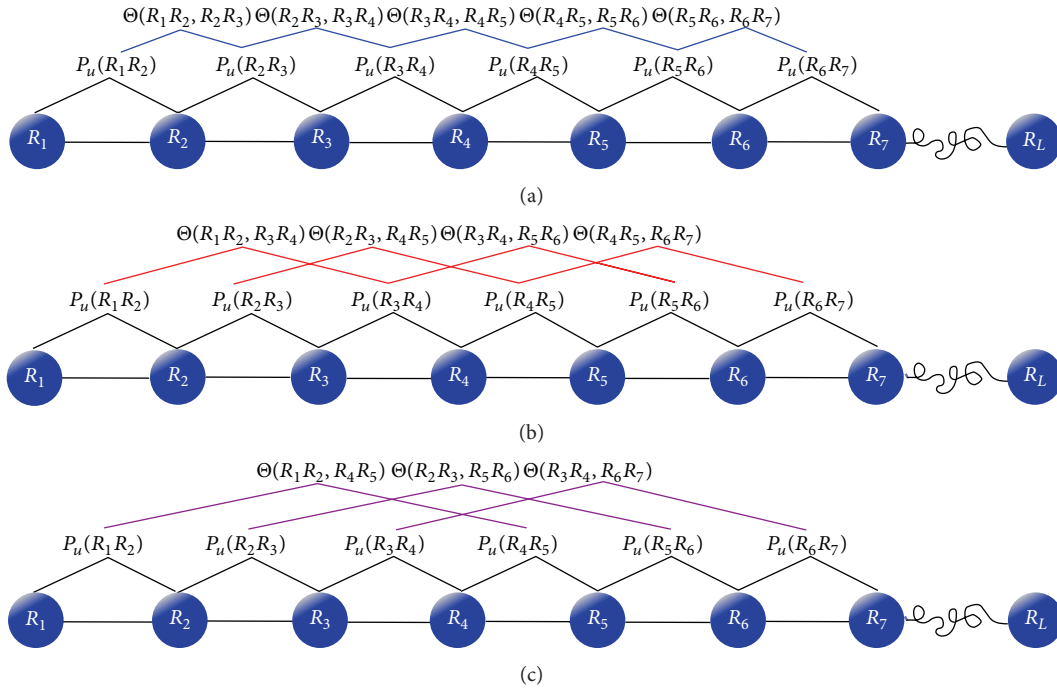 Θ(R₁R₂, R₂R₃) Θ(R₂R₃, R₃R₄) Θ(R₃R₄, R₄R₅) Θ(R₄R₅, R₅R₆) Θ(R₅R₆, R₆R₇)
Pᵤ(R₁R₂) Pᵤ(R₂R₃) Pᵤ(R₃R₄) Pᵤ(R₄R₅) Pᵤ(R₅R₆) Pᵤ(R₆R₇)
R₁ R₂ R₃ R₄ R₅ R₆ R₇ R_L
(a)
Θ(R₁R₂, R₃R₄) Θ(R₂R₃, R₄R₅) Θ(R₃R₄, R₅R₆) Θ(R₄R₅, R₆R₇)
Pᵤ(R₁R₂) Pᵤ(R₂R₃) Pᵤ(R₃R₄) Pᵤ(R₄R₅) Pᵤ(R₅R₆) Pᵤ(R₆R₇)
R₁ R₂ R₃ R₄ R₅ R₆ R₇ R_L
(b)
Θ(R₁R₂, R₄R₅) Θ(R₂R₃, R₅R₆) Θ(R₃R₄, R₆R₇)
Pᵤ(R₁R₂) Pᵤ(R₂R₃) Pᵤ(R₃R₄) Pᵤ(R₄R₅) Pᵤ(R₅R₆) Pᵤ(R₆R₇)
R₁ R₂ R₃ R₄ R₅ R₆ R₇ R_L
(c)